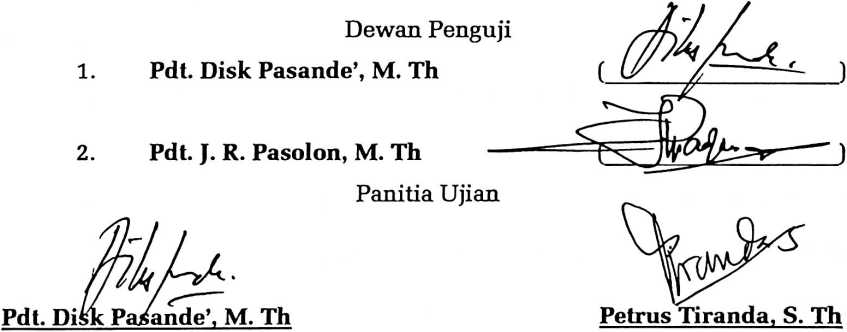 Dewan Penguji
1. Pdt. Disk Pasande', M. Th ( )
2. Pdt. J. R. Pasolon, M. Th ( )
Panitia Ujian
Pdt. Disk Pasande', M. Th Petrus Tiranda, S. Th